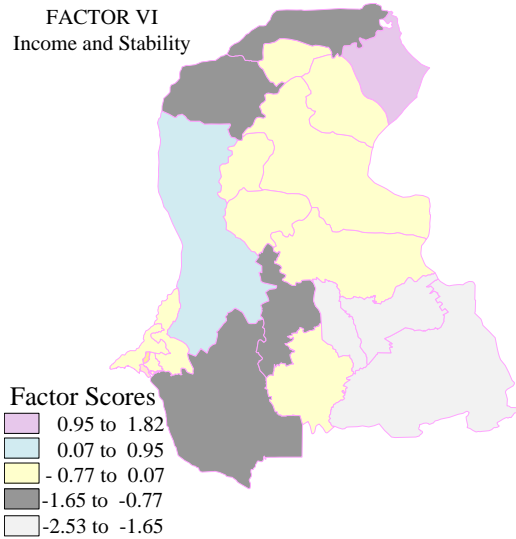 FACTOR VI
Income and Stability
Factor Scores
0.95 to 1.82
0.07 to 0.95
- 0.77 to 0.07
-1.65 to -0.77
-2.53 to -1.65